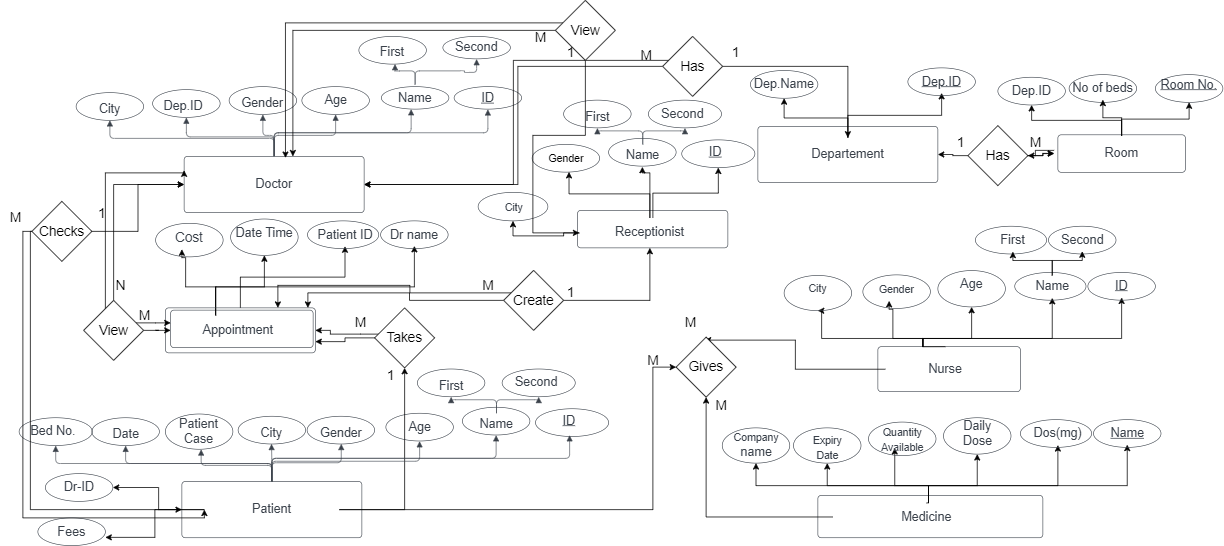 View
M
1
First
Second
M
Has
1
City
Dep.ID
Gender
Age
Name
ID
Dep.Name
Dep.ID
Dep.ID
No of beds
Room No.
First
Second
Doctor
Gender
Name
ID
Departement
1
Has
M
Room
M
Checks
1
City
Receptionist
Cost
Date Time
Patient ID
Dr name
First
Second
N
M
Create
1
City
Gender
Age
Name
ID
View
M
Appointment
M
Takes
M
1
M
Gives
Nurse
First
Second
M
Bed No.
Date
Patient
Case
City
Gender
Age
Name
ID
Company
name
Expiry
Date
Quantity
Available
Daily
Dose
Dos(mg)
Name
Dr-ID
Fees
Patient
Medicine